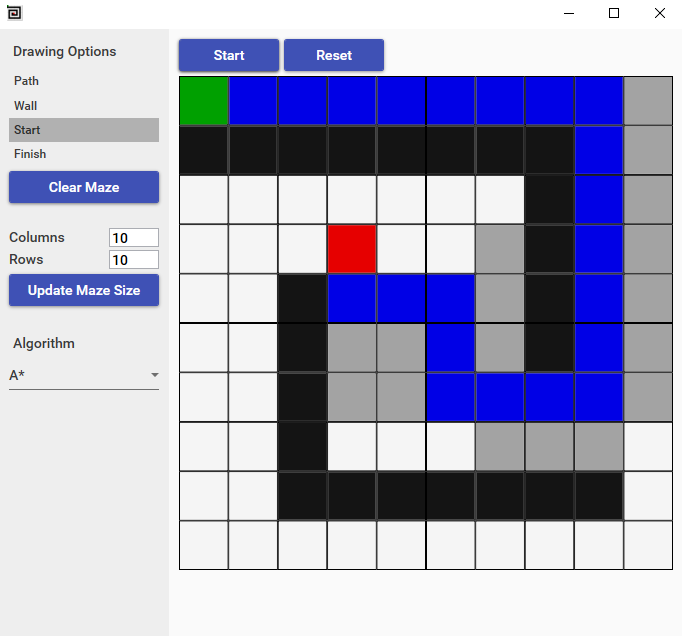 Drawing Options
Start
Reset
Path
Wall
Start
Finish
Clear Maze
Columns 10
Rows 10
Update Maze Size
Algorithm
A*